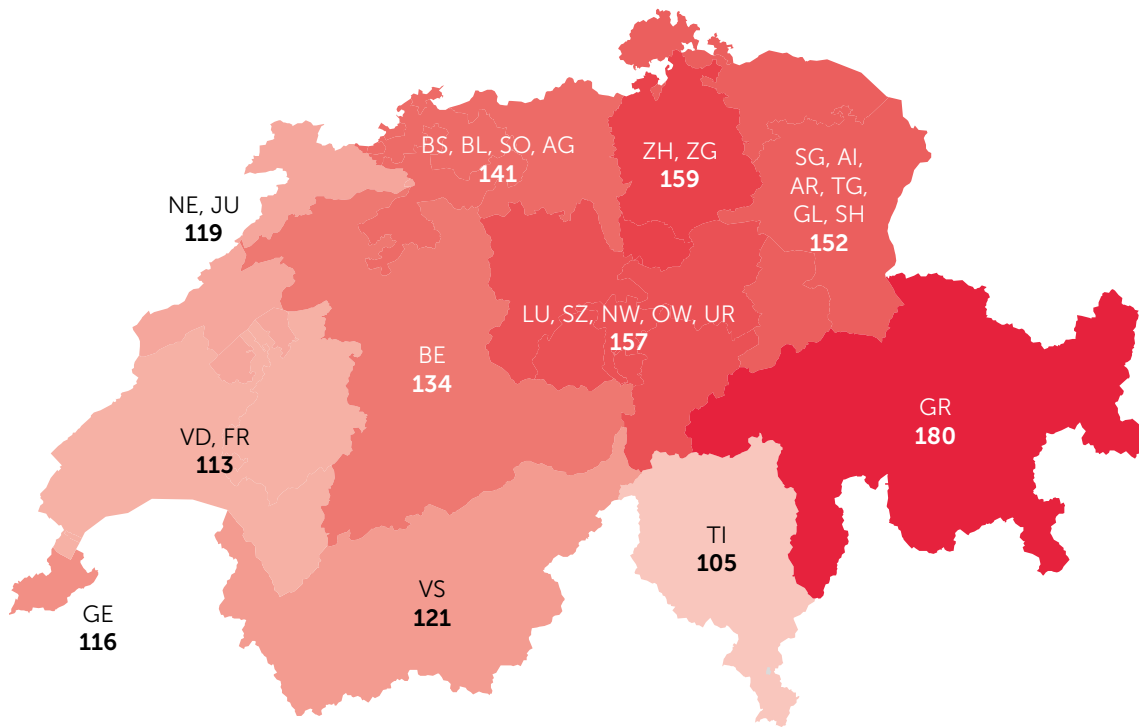 BS, BL, SO, AG
141
ZH, ZG
159
SG, AI,
AR, TG,
GL, SH
152
NE, JU
119
LU, SZ, NW, OW, UR
157
BE
134
GR
180
VD, FR
113
TI
105
VS
121
GE
116